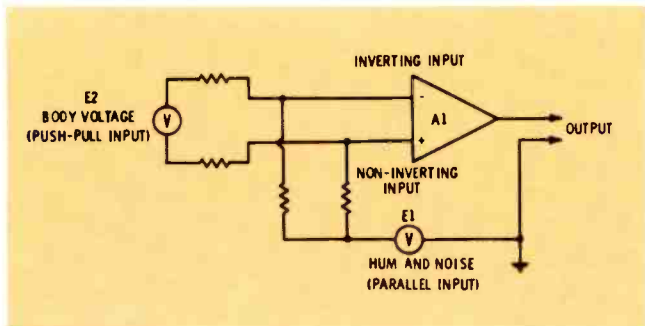 E2
V
BODY VOLTAGE
(PUSH-PULL INPUT)
INVERTING INPUT
-
A1
+
OUTPUT
NON-INVERTING
INPUT
E1
V
HUM AND NOISE
(PARALLEL INPUT)